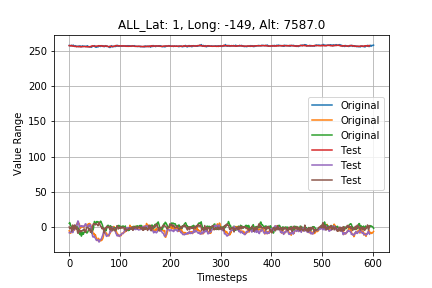 ALL_Lat: 1, Long: -149, Alt: 7587.0
250
200
150
100
50
0
Value Range
Original
Original
Original
Test
Test
Test
0 100 200 300 400 500 600
Timesteps